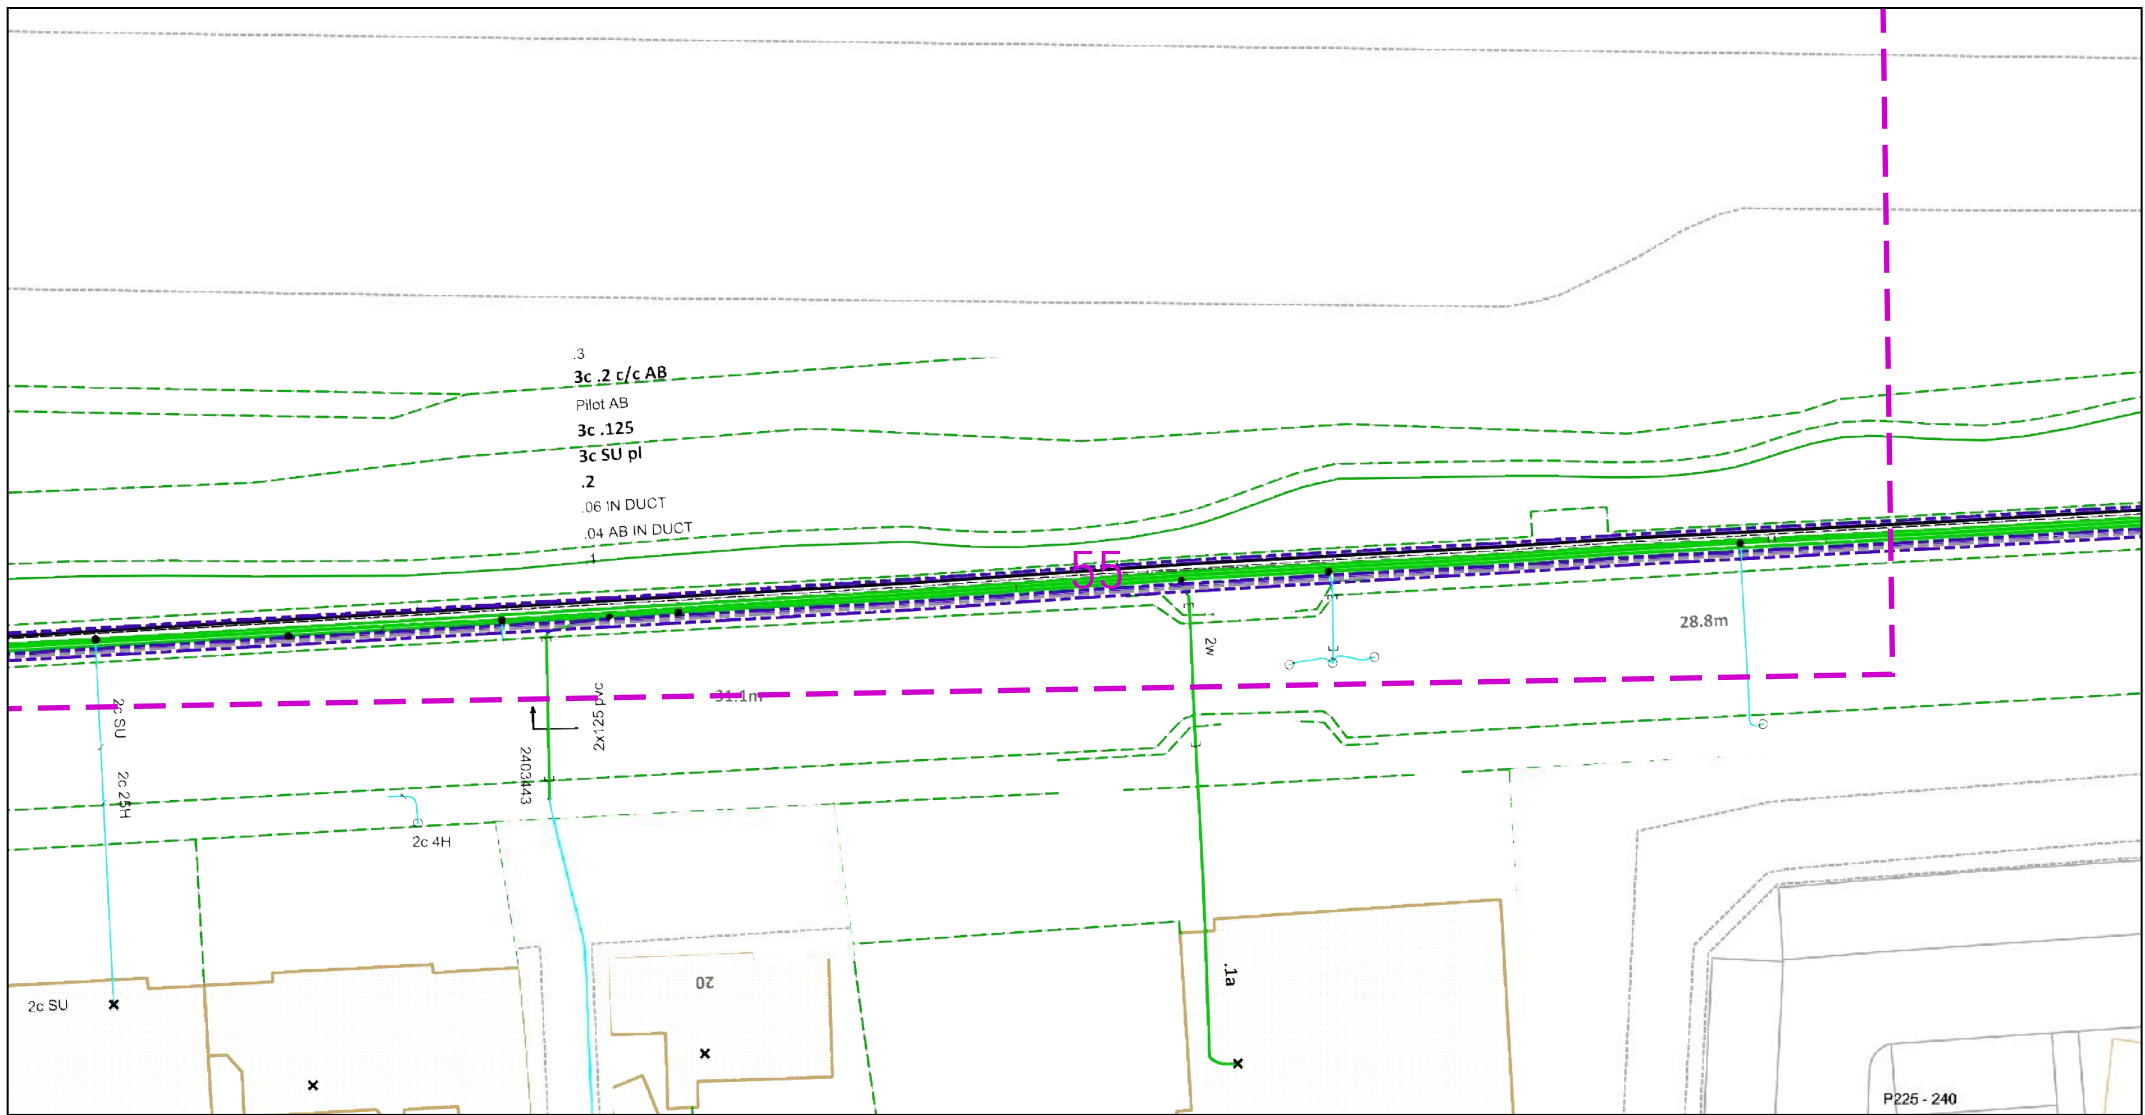 .3
3c .2 c/c AB
Pilot AB
3c .125
3c SU pl
.2
.06 IN DUCT
.04 AB IN DUCT
.1
55
28.8m
2w
31.1m
2c SU
2x125 pvc
2403443
2c 25H
2c 4H
.1a
20
2c SU
P225 - 240